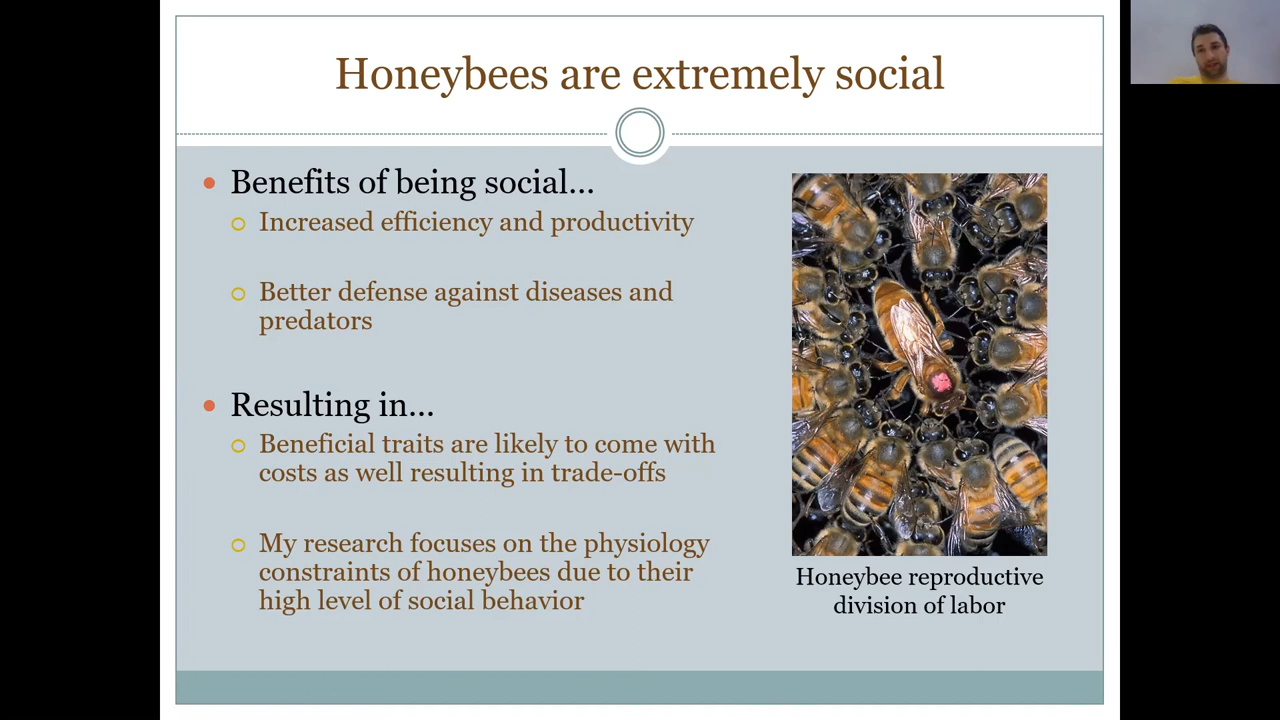 Honeybees are extremely social
Benefits of being social...
Increased efficiency and productivity
Better defense against diseases and
predators
Resulting in...
Beneficial traits are likely to come with
costs as well resulting in trade-offs
My research focuses on the physiology
constraints of honeybees due to their
high level of social behavior
Honeybee reproductive
division of labor